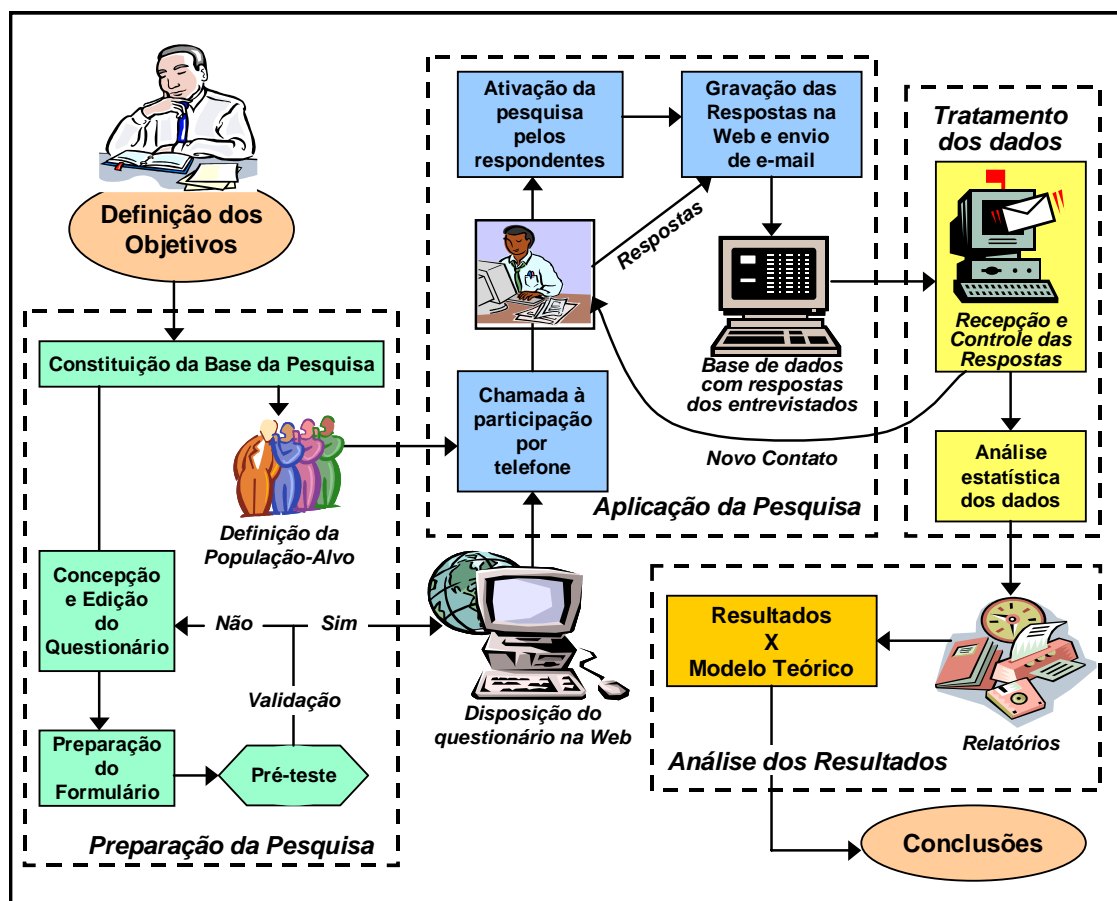 Definição dos
Objetivos
Constituição da Base da Pesquisa
Definição da
População-Alvo
Concepção
e Edição
do
Questionário
Não
Sim
Validação
Preparação
do
Formulário
Pré-teste
Preparação da Pesquisa
Disposição do
questionário na Web
Chamada à
participação
por
telefone
Ativação da
pesquisa
pelos
respondentes
Respostas
Gravação das
Respostas na
Web e envio
de e-mail
Base de dados
com respostas
dos entrevistados
Novo Contato
Aplicação da Pesquisa
Tratamento
dos dados
Recepção e
Controle das
Respostas
Análise
estatística
dos dados
Relatórios
Resultados
X
Modelo Teórico
Análise dos Resultados
Conclusões